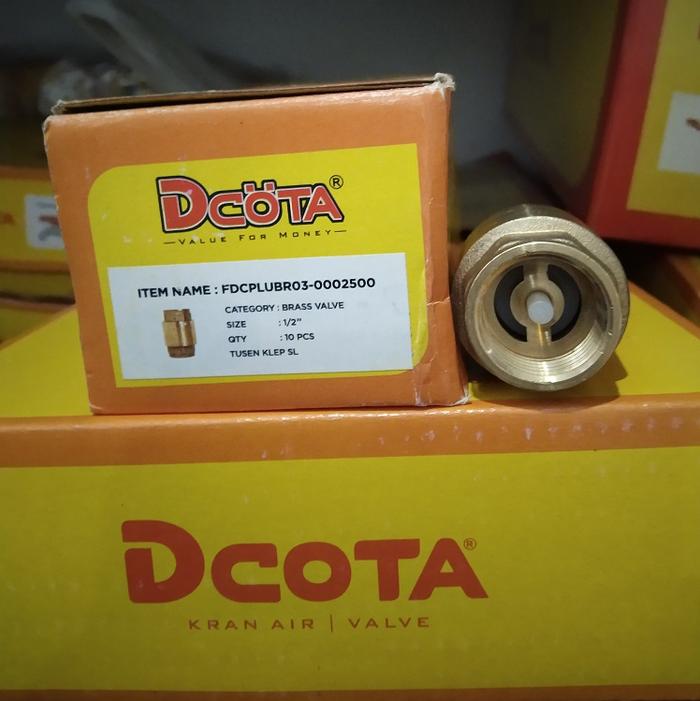 DCÖTA®
VALUE FOR MONEY
ITEM NAME : FDCPLUBR03-0002500
CATEGORY : BRASS VALVE
SIZE : 1/2"
QTY : 10 PCS
TUSEN KLEP SL
DCOTA®
KRAN AIR | VALVE